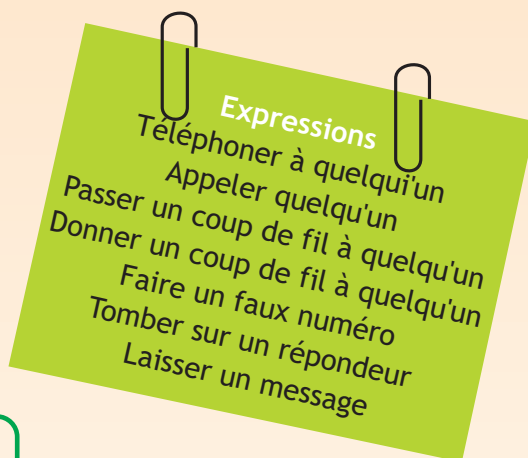 Expressions
Téléphoner à quelqui'un
Appeler quelqu'un
Passer un coup de fil à quelqu'un
Donner un coup de fil à quelqu'un
Faire un faux numéro
Tomber sur un répondeur
Laisser un message